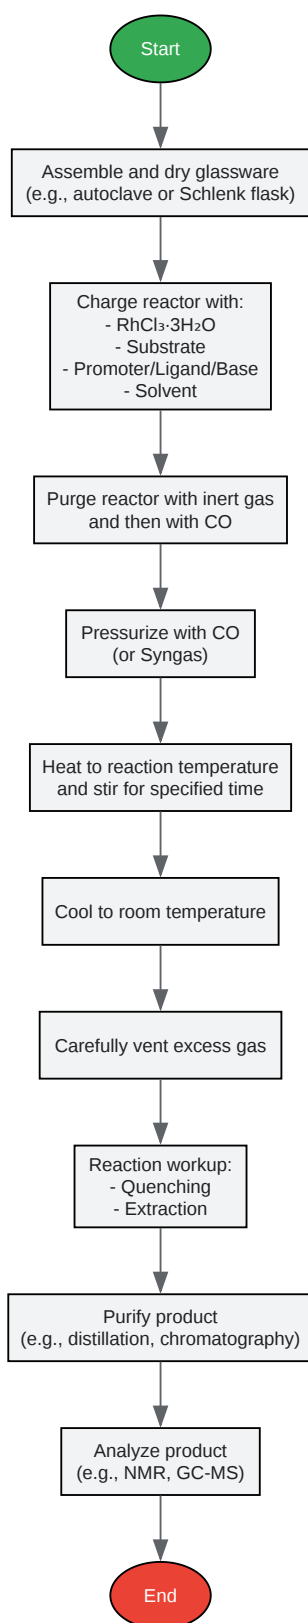 Start
Assemble and dry glassware
(e.g., autoclave or Schlenk flask)
Charge reactor with:
- RhCl₃·3H₂O
- Substrate
- Promoter/Ligand/Base
- Solvent
Purge reactor with inert gas
and then with CO
Pressurize with CO
(or Syngas)
Heat to reaction temperature
and stir for specified time
Cool to room temperature
Carefully vent excess gas
Reaction workup:
- Quenching
- Extraction
Purify product
(e.g., distillation, chromatography)
Analyze product
(e.g., NMR, GC-MS)
End